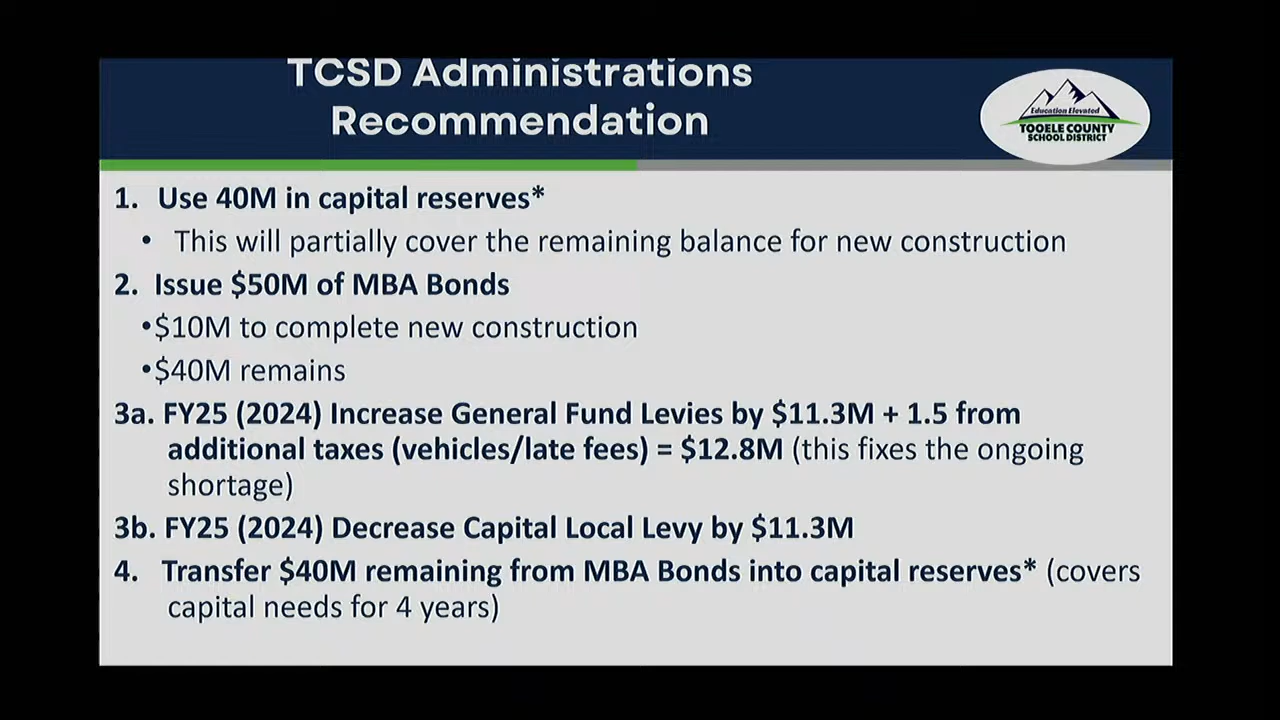 TCSD Administrations
Recommendation
Education Elevated
TOOELE COUNTY
SCHOOL DISTRICT
1. Use 40M in capital reserves*
• This will partially cover the remaining balance for new construction
2. Issue $50M of MBA Bonds
•$10M to complete new construction
•$40M remains
3a. FY25 (2024) Increase General Fund Levies by $11.3M + 1.5 from
additional taxes (vehicles/late fees) = $12.8M (this fixes the ongoing
shortage)
3b. FY25 (2024) Decrease Capital Local Levy by $11.3M
4. Transfer $40M remaining from MBA Bonds into capital reserves* (covers
capital needs for 4 years)